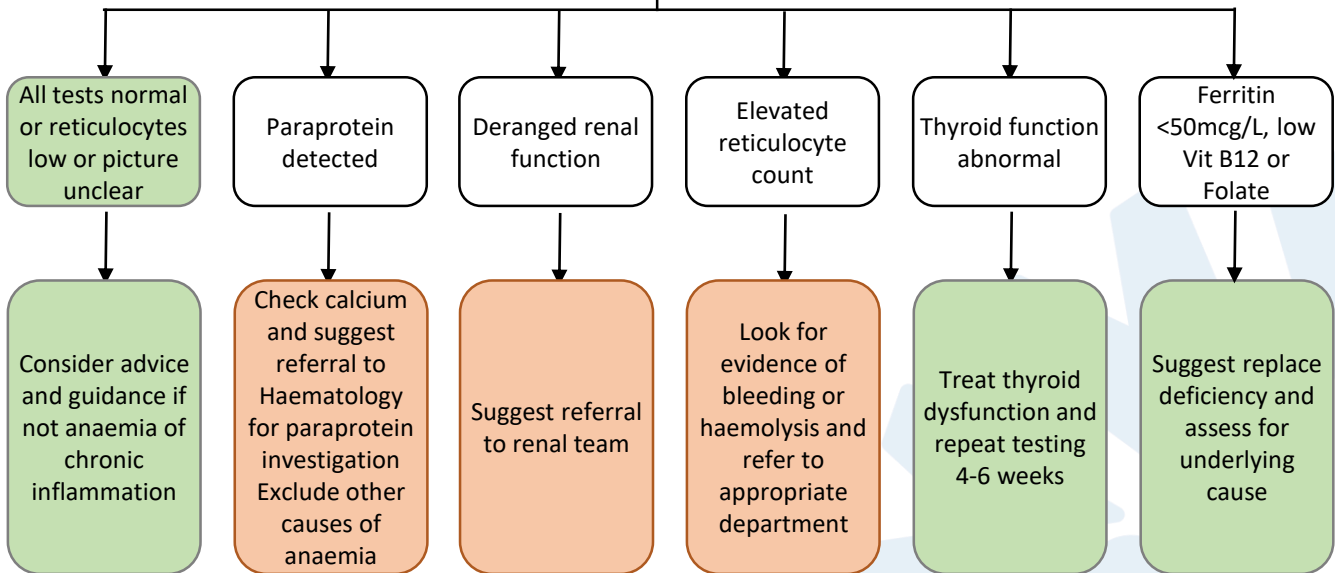 All tests normal
or reticulocytes
low or picture
unclear
Paraprotein
detected
Deranged renal
function
Elevated
reticulocyte
count
Thyroid function
abnormal
Ferritin
<50mcg/L, low
Vit B12 or
Folate
Consider advice
and guidance if
not anaemia of
chronic
inflammation
Check calcium
and suggest
referral to
Haematology
for paraprotein
investigation
Exclude other
causes of
anaemia
Suggest referral
to renal team
Look for
evidence of
bleeding or
haemolysis and
refer to
appropriate
department
Treat thyroid
dysfunction and
repeat testing
4-6 weeks
Suggest replace
deficiency and
assess for
underlying
cause